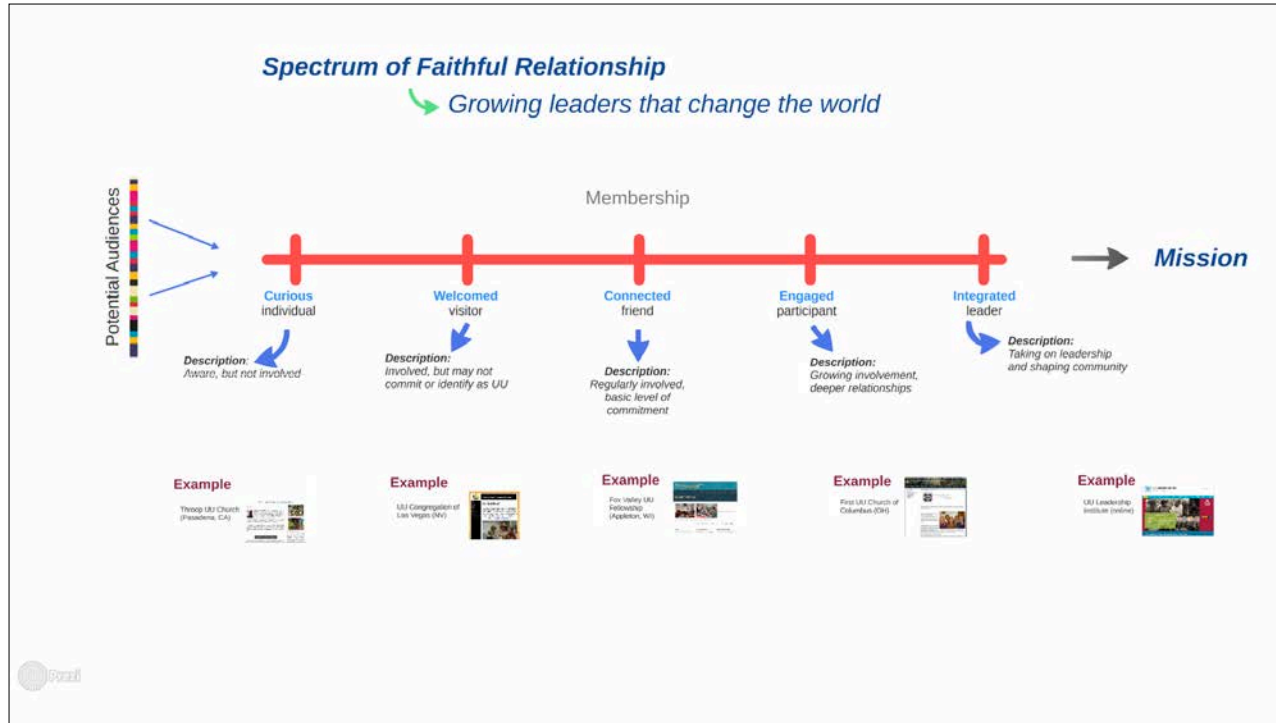 Spectrum of Faithful Relationship
Growing leaders that change the world
Potential Audiences
Membership
Mission
Curious
individual
Welcomed
visitor
Connected
friend
Engaged
participant
Integrated
leader
Description:
Aware, but not involved
Description:
Involved, but may not
commit or identify as UU
Description:
Regularly involved,
basic level of
commitment
Description:
Growing involvement,
deeper relationships
Description:
Taking on leadership
and shaping community
Example
Throop UU Church
(Pasadena, CA)
Example
UU Congregation of
Las Vegas (NV)
Example
Fox Valley UU
Fellowship
(Appleton, WI)
Example
First UU Church of
Columbus (OH)
Example
UU Leadership
Institute (online)
Prezi